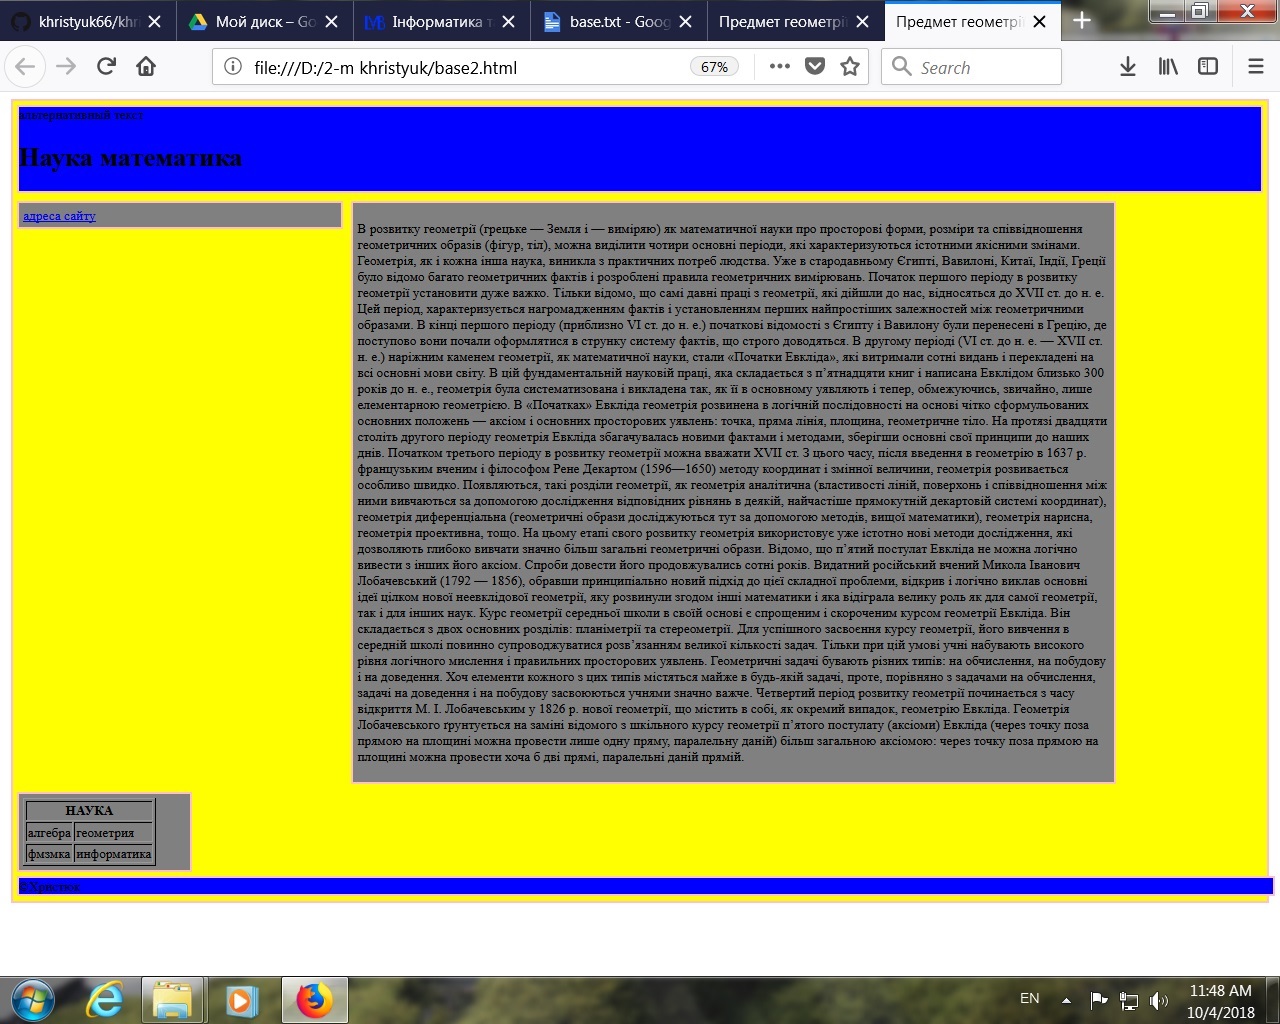 khristyuk66/khri
Мой диск – Go
Інформатика т
base.txt - Goog
Предмет геометрі
Предмет геометрі
file:///D:/2-m khristyuk/base2.html
67%
Search
альтернативный текст
Наука математика
адреса сайту
В розвитку геометрії (грецьке — Земля і — виміряю) як математичної науки про просторові форми, розміри та співвідношення
геометричних образів (фігур, тіл), можна виділити чотири основні періоди, які характеризуються істотними якісними змінами.
Геометрія, як і кожна інша наука, виникла з практичних потреб людства. Уже в стародавньому Єгипті, Вавилоні, Китаї, Індії, Греції
було відомо багато геометричних фактів і розроблені правила геометричних вимірювань. Початок першого періоду в розвитку
геометрії установити дуже важко. Тільки відомо, що самі давні праці з геометрії, які дійшли до нас, відносяться до XVII ст. до н. е.
Цей період, характеризується нагромадженням фактів і установленням перших найпростіших залежностей між геометричними
образами. В кінці першого періоду (приблизно VI ст. до н. е.) початкові відомості з Єгипту і Вавилону були перенесені в Грецію, де
поступово вони почали оформлятися в струнку систему фактів, що строго доводяться. В другому періоді (VI ст. до н. е. — XVII ст.
н. е.) наріжним каменем геометрії, як математичної науки, стали «Початки Евкліда», які витримали сотні видань і перекладені на
всі основні мови світу. В цій фундаментальній науковій праці, яка складається з п’ятнадцяти книг і написана Евклідом близько 300
років до н. е., геометрія була систематизована і викладена так, як її в основному уявляють і тепер, обмежуючись, звичайно, лише
елементарною геометрією. В «Початках» Евкліда геометрія розвинена в логічній послідовності на основі чітко сформульованих
основних положень — аксіом і основних просторових уявлень: точка, пряма лінія, площина, геометричне тіло. На протязі двадцяти
століть другого періоду геометрія Евкліда збагачувалась новими фактами і методами, зберігши основні свої принципи до наших
днів. Початком третього періоду в розвитку геометрії можна вважати XVII ст. З цього часу, після введення в геометрію в 1637 р.
французьким вченим і філософом Рене Декартом (1596—1650) методу координат і змінної величини, геометрія розвивається
особливо швидко. Появляються, такі розділи геометрії, як геометрія аналітична (властивості ліній, поверхонь і співвідношення між
ними вивчаються за допомогою дослідження відповідних рівнянь в деякій, найчастіше прямокутній декартовій системі координат),
геометрія диференціальна (геометричні образи досліджуються тут за допомогою методів, вищої математики), геометрія нарисна,
геометрія проективна, тощо. На цьому етапі свого розвитку геометрія використовує уже істотно нові методи дослідження, які
дозволяють глибоко вивчати значно більш загальні геометричні образи. Відомо, що п’ятий постулат Евкліда не можна логічно
вивести з інших його аксіом. Спроби довести його продовжувались сотні років. Видатний російський вчений Микола Іванович
Лобачевський (1792 — 1856), обравши принципіально новий підхід до цієї складної проблеми, відкрив і логічно виклав основні
ідеї цілком нової неевклідової геометрії, яку розвинули згодом інші математики і яка відіграла велику роль як для самої геометрії,
так і для інших наук. Курс геометрії середньої школи в своїй основі є спрощеним і скороченим курсом геометрії Евкліда. Він
складається з двох основних розділів: планіметрії та стереометрії. Для успішного засвоєння курсу геометрії, його вивчення в
середній школі повинно супроводжуватися розв’язанням великої кількості задач. Тільки при цій умові учні набувають високого
рівня логічного мислення і правильних просторових уявлень. Геометричні задачі бувають різних типів: на обчислення, на побудову
і на доведення. Хоч елементи кожного з цих типів містяться майже в будь-якій задачі, проте, порівняно з задачами на обчислення,
задачі на доведення і на побудову засвоюються учнями значно важче. Четвертий період розвитку геометрії починається з часу
відкриття М. І. Лобачевським у 1826 р. нової геометрії, що містить в собі, як окремий випадок, геометрію Евкліда. Геометрія
Лобачевського ґрунтується на заміні відомого з шкільного курсу геометрії п’ятого постулату (аксіоми) Евкліда (через точку поза
прямою на площині можна провести лише одну пряму, паралельну даній) більш загальною аксіомою: через точку поза прямою на
площині можна провести хоча б дві прямі, паралельні даній прямій.
НАУКА
алгебра геометрия
фмзмка информатика
©Христюк
EN
11:48 AM
10/4/2018